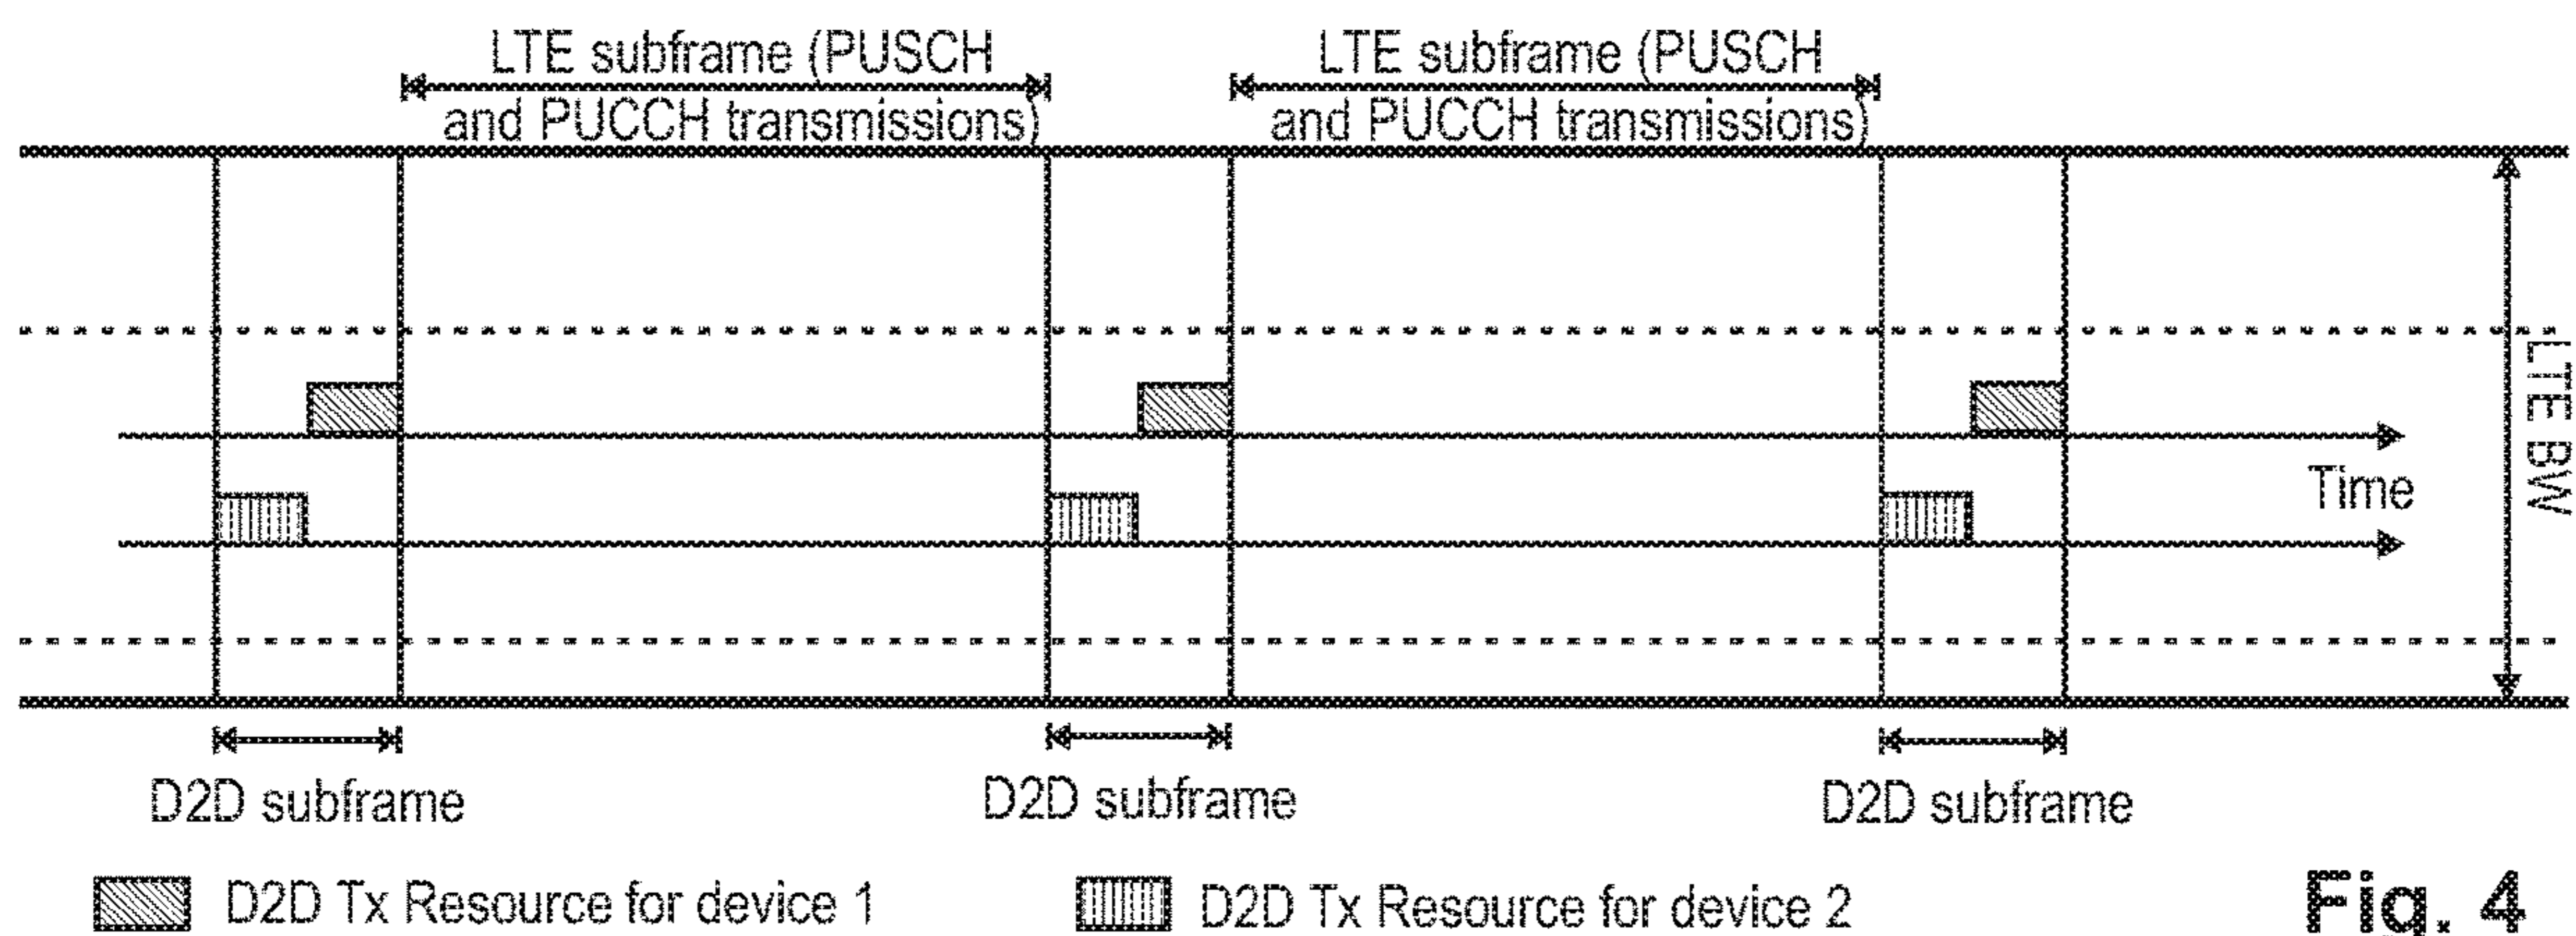 LTE subframe (PUSCH
and PUCCH transmissions)
LTE subframe (PUSCH
and PUCCH transmissions)
LTE BW
Time
D2D subframe
D2D subframe
D2D subframe
D2D Tx Resource for device 1
D2D Tx Resource for device 2
Fig. 4